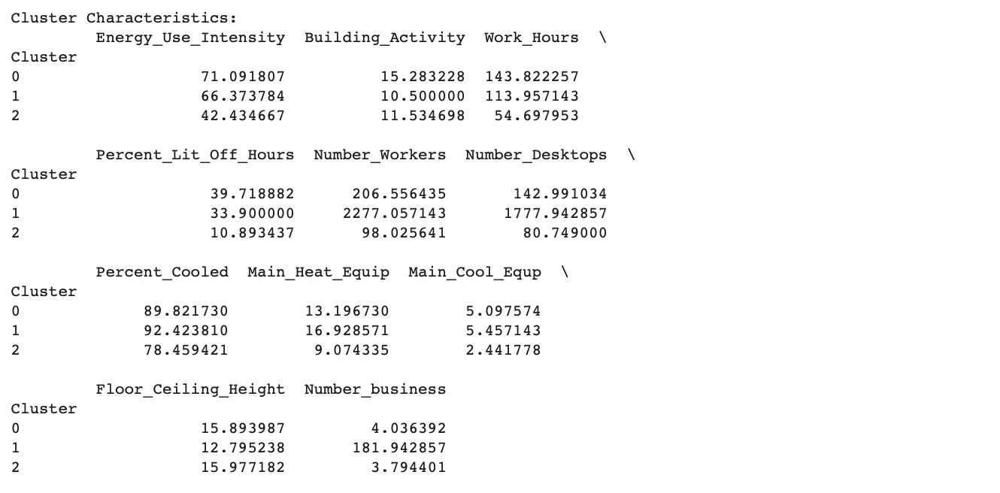 Cluster Characteristics:
Energy_Use_Intensity Building_Activity Work_Hours \
Cluster
0 71.091807 15.283228 143.822257
1 66.373784 10.500000 113.957143
2 42.434667 11.534698 54.697953
Percent_Lit_Off_Hours Number_Workers Number_Desktops \
Cluster
0 39.718882 206.556435 142.991034
1 33.900000 2277.057143 1777.942857
2 10.893437 98.025641 80.749000
Percent_Cooled Main_Heat_Equip Main_Cool_Equp \
Cluster
0 89.821730 13.196730 5.097574
1 92.423810 16.928571 5.457143
2 78.459421 9.074335 2.441778
Floor_Ceiling_Height Number_business
Cluster
0 15.893987 4.036392
1 12.795238 181.942857
2 15.977182 3.794401